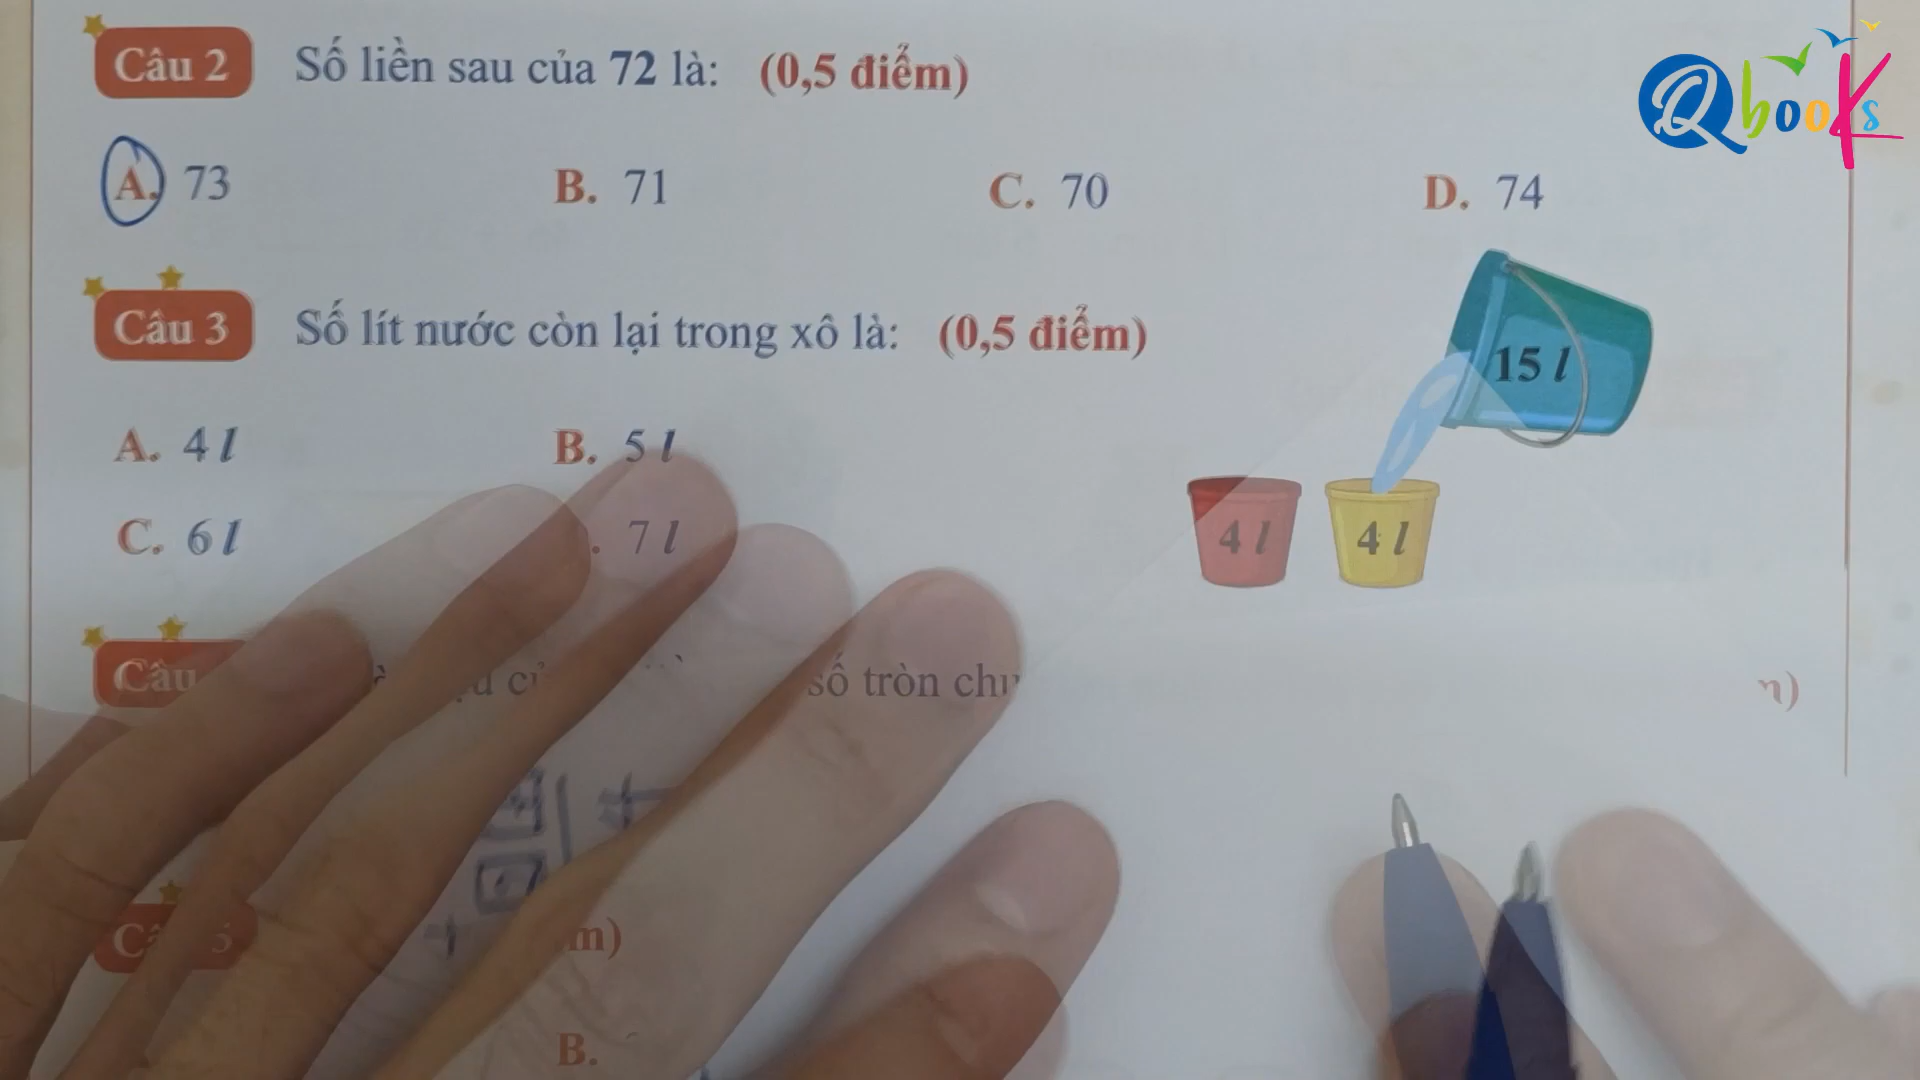 Câu 2 Số liền sau của 72 là: (0,5 điểm)
A. 73 B. 71 C. 70 D. 74
Câu 3 Số lít nước còn lại trong xô là: (0,5 điểm)
15 l
A. 4 l B. 5 l
C. 6 l 7 l
4 l 4 l
Câu số tròn
B.
Qbooks